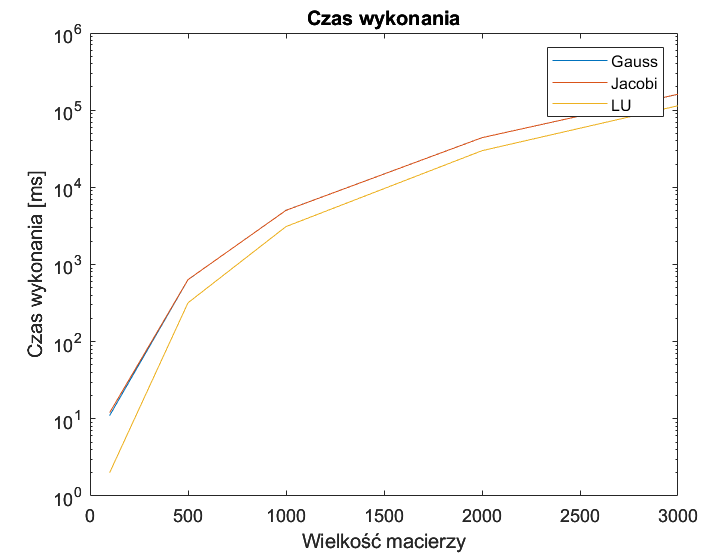 Czas wykonania
10^6
10^5
10^4
10^3
10^2
10^1
10^0
Czas wykonania [ms]
Gauss
Jacobi
LU
0 500 1000 1500 2000 2500 3000
Wielkość macierzy